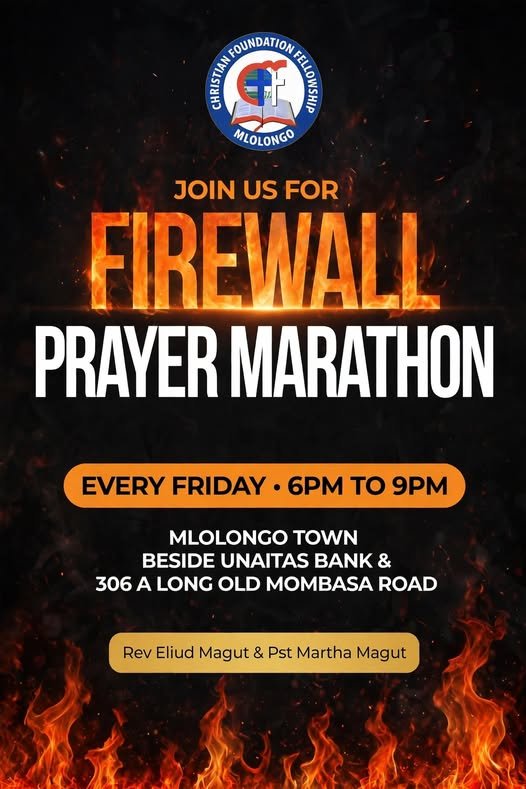 CHRISTIAN FOUNDATION FELLOWSHIP
MLOLONGO
JOIN US FOR
FIREWALL
PRAYER MARATHON
EVERY FRIDAY • 6PM TO 9PM
MLOLONGO TOWN
BESIDE UNAITAS BANK &
306 A LONG OLD MOMBASA ROAD
Rev Eliud Magut & Pst Martha Magut